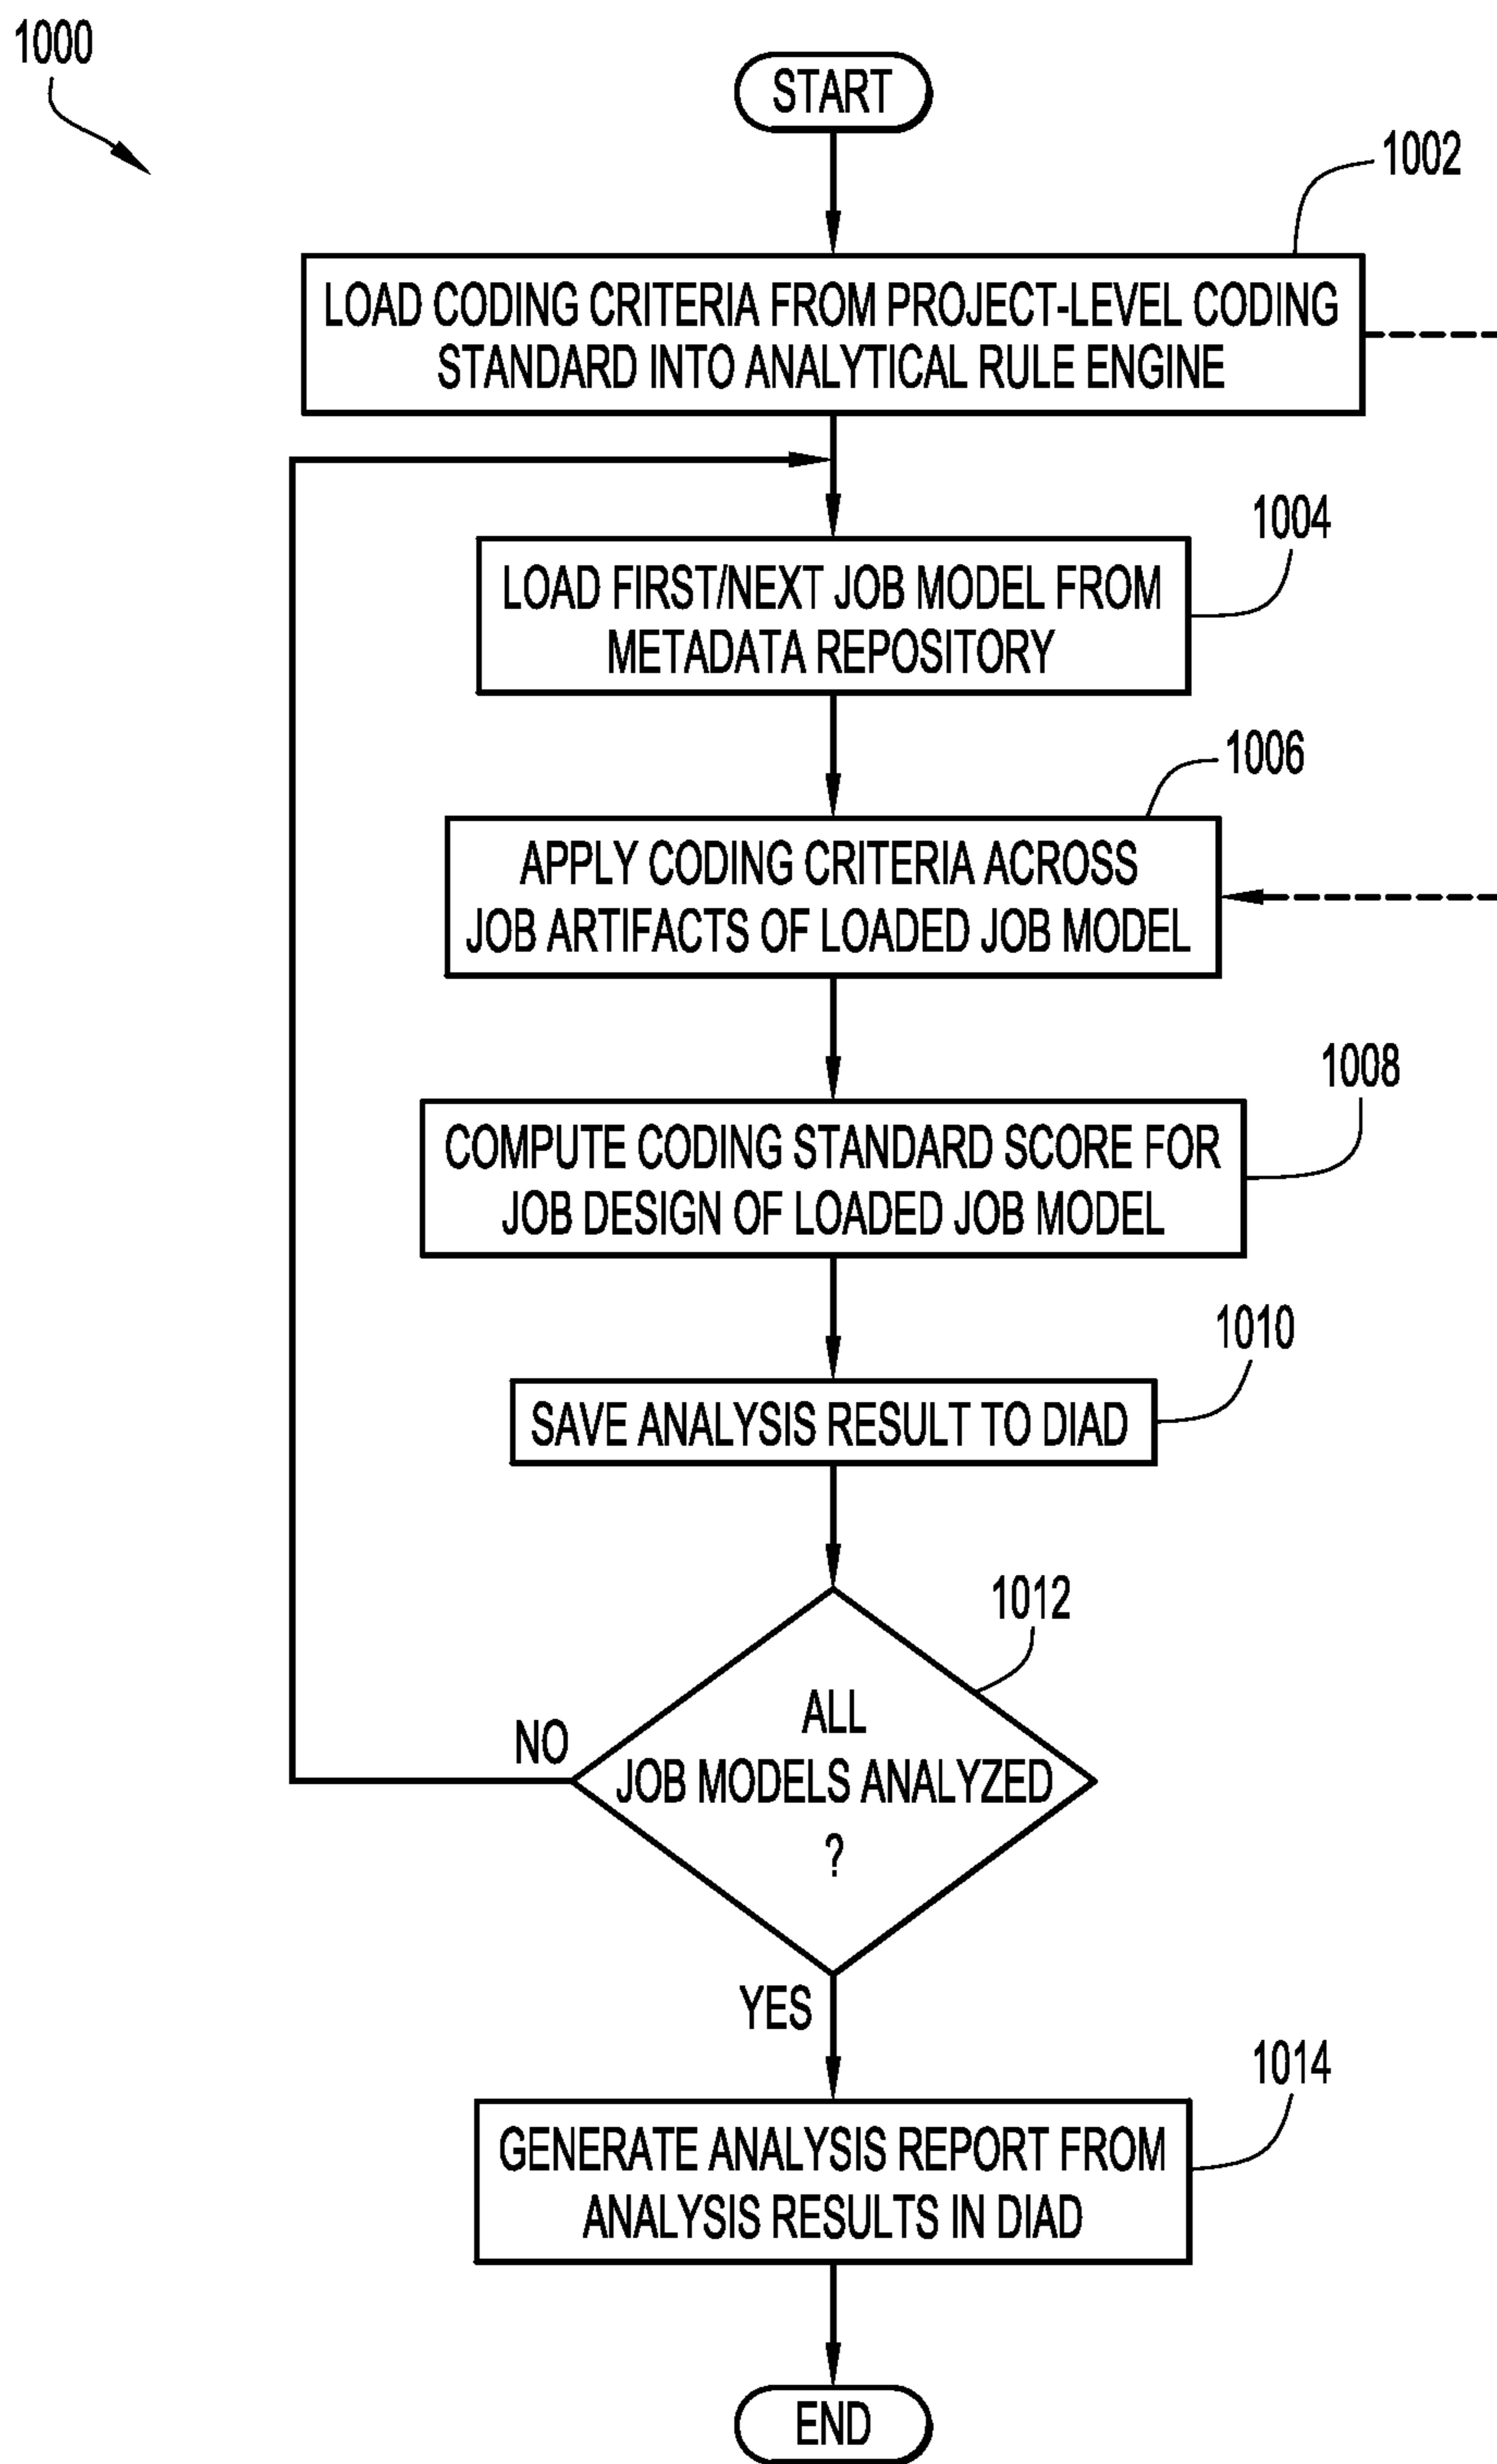 1000
START
1002
LOAD CODING CRITERIA FROM PROJECT-LEVEL CODING
STANDARD INTO ANALYTICAL RULE ENGINE
1004
LOAD FIRST/NEXT JOB MODEL FROM
METADATA REPOSITORY
1006
APPLY CODING CRITERIA ACROSS
JOB ARTIFACTS OF LOADED JOB MODEL
1008
COMPUTE CODING STANDARD SCORE FOR
JOB DESIGN OF LOADED JOB MODEL
1010
SAVE ANALYSIS RESULT TO DIAD
1012
ALL
JOB MODELS ANALYZED
?
NO
YES
1014
GENERATE ANALYSIS REPORT FROM
ANALYSIS RESULTS IN DIAD
END